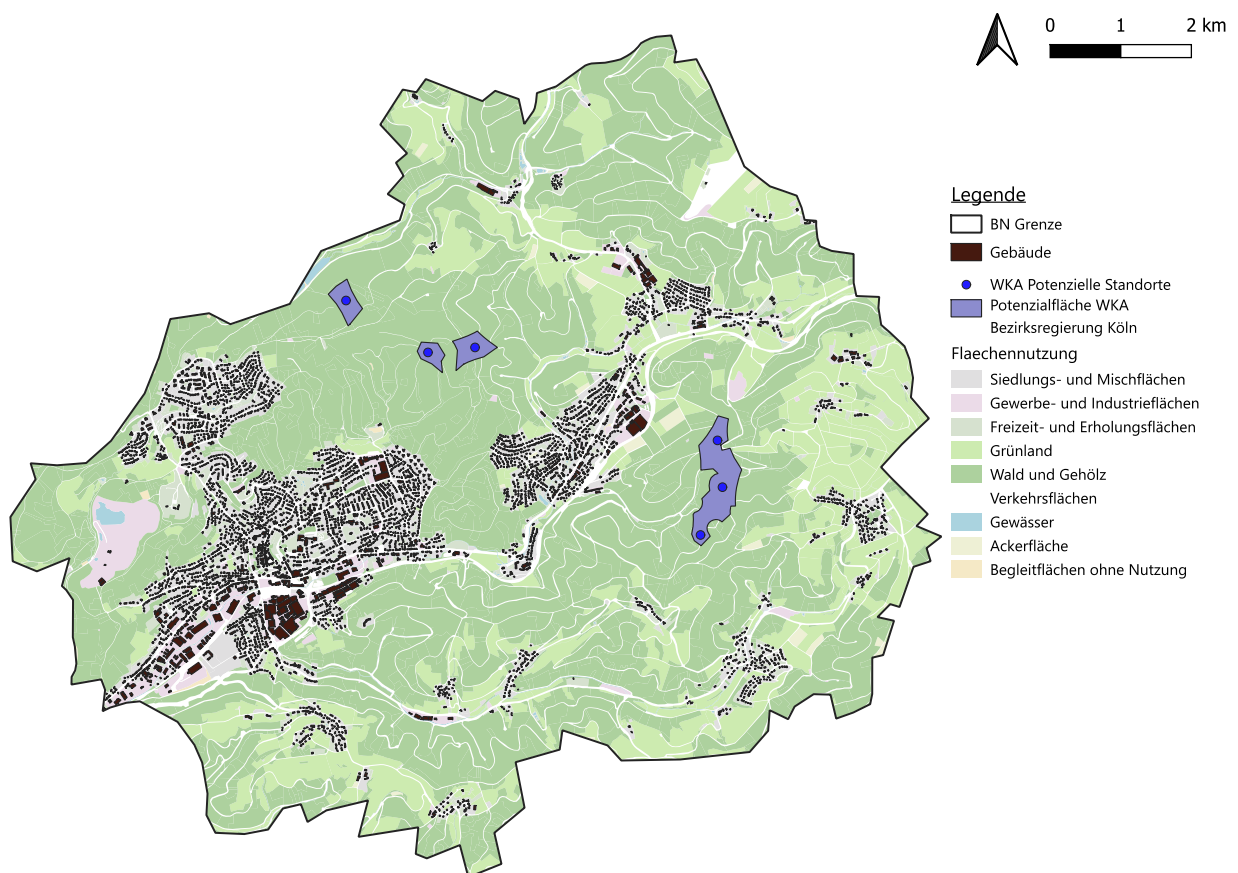 0 1 2 km
Legende
BN Grenze
Gebäude
WKA Potenzielle Standorte
Potenzialfläche WKA
Bezirksregierung Köln
Flaechennutzung
Siedlungs- und Mischflächen
Gewerbe- und Industrieflächen
Freizeit- und Erholungsflächen
Grünland
Wald und Gehölz
Verkehrsflächen
Gewässer
Ackerfläche
Begleitflächen ohne Nutzung